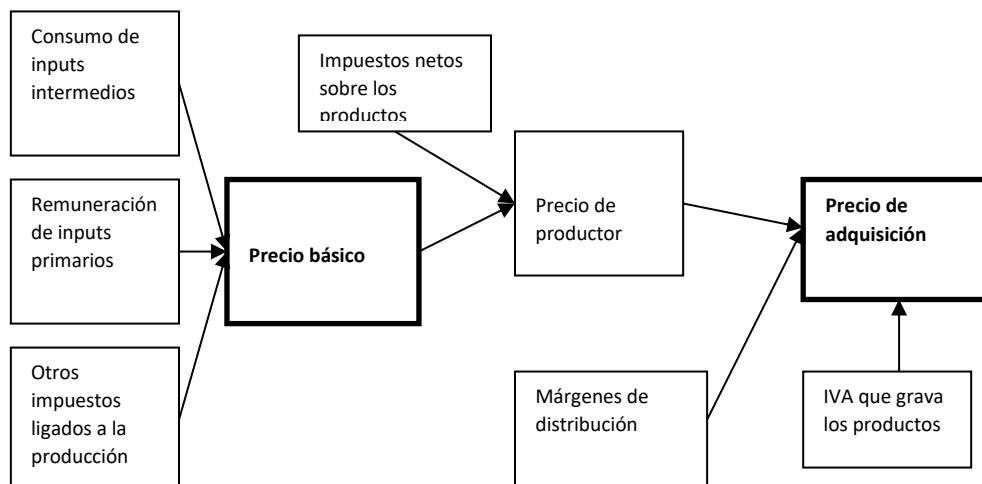 Consumo de
inputs
intermedios
Impuestos netos
sobre los
productos
Remuneración
de inputs
primarios
Precio básico
Precio de
productor
Precio de
adquisición
Otros
impuestos
ligados a la
producción
Márgenes de
distribución
IVA que grava
los productos